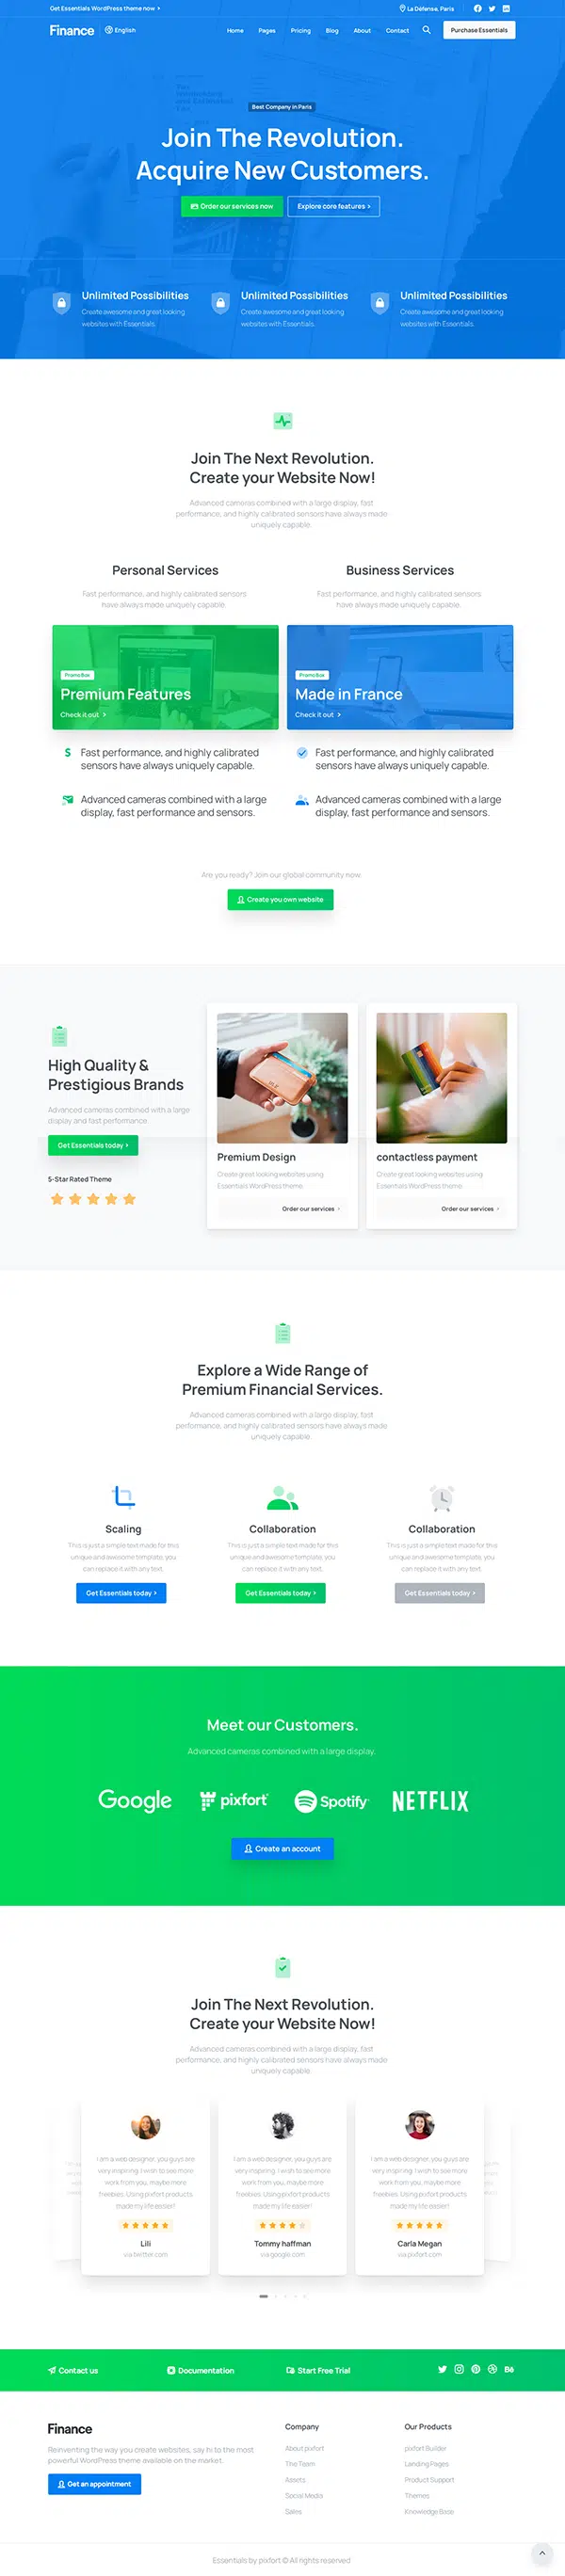 Get Essentials WordPress theme now >
La Défense, Paris
Finance
English
Home Pages Pricing Blog About Contact
Purchase Essentials
Best Company in Paris
Join The Revolution.
Acquire New Customers.
Order our services now
Explore core features >
Unlimited Possibilities
Create awesome and great looking
websites with Essentials.
Unlimited Possibilities
Create awesome and great looking
websites with Essentials.
Unlimited Possibilities
Create awesome and great looking
websites with Essentials.
Join The Next Revolution.
Create your Website Now!
Advanced cameras combined with a large display, fast
performance, and highly calibrated sensors have always made
uniquely capable.
Personal Services
Fast performance, and highly calibrated sensors
have always made uniquely capable.
PromoBox
Premium Features
Check it out >
Fast performance, and highly calibrated
sensors have always uniquely capable.
Advanced cameras combined with a large
display, fast performance and sensors.
Business Services
Fast performance, and highly calibrated sensors
have always made uniquely capable.
PromoBox
Made in France
Check it out >
Fast performance, and highly calibrated
sensors have always uniquely capable.
Advanced cameras combined with a large
display, fast performance and sensors.
Are you ready? Join our global community now.
Create you own website
High Quality &
Prestigious Brands
Advanced cameras combined with a large
display and fast performance
Get Essentials today >
5-Star Rated Theme
Premium Design
Create great looking websites using
Essentials WordPress theme.
Order our services >
contactless payment
Create great looking websites using
Essentials WordPress theme.
Order our services >
Explore a Wide Range of
Premium Financial Services.
Advanced cameras combined with a large display, fast
performance, and highly calibrated sensors have always made
uniquely capable.
Scaling
This is just a simple text made for this
unique and awesome template, you
can replace it with any text.
Get Essentials today >
Collaboration
This is just a simple text made for this
unique and awesome template, you
can replace it with any text.
Get Essentials today >
Collaboration
This is just a simple text made for this
unique and awesome template, you
can replace it with any text.
Get Essentials today >
Meet our Customers.
Advanced cameras combined with a large display.
Google
pixfort
Spotify
NETFLIX
Create an account
Join The Next Revolution.
Create your Website Now!
Advanced cameras combined with a large display, fast
performance, and highly calibrated sensors have always made
uniquely capable.
I am a web designer, you guys are
very inspiring. I wish to see more
work from you, maybe more
freebies. Using pixfort products
made my life easier!
Lili
via twitter.com
I am a web designer, you guys are
very inspiring. I wish to see more
work from you, maybe more
freebies. Using pixfort products
made my life easier!
Tommy haffman
via google.com
I am a web designer, you guys are
very inspiring. I wish to see more
work from you, maybe more
freebies. Using pixfort products
made my life easier!
Carla Megan
via pixfort.com
Contact us
Documentation
Start Free Trial
Bē
Finance
Reinventing the way you create websites, say hi to the most
powerful WordPress theme available on the market.
Get an appointment
Company
About pixfort
The Team
Assets
Social Media
Sales
Our Products
pixfort Builder
Landing Pages
Product Support
Themes
Knowledge Base
Essentials by pixfort © All rights reserved